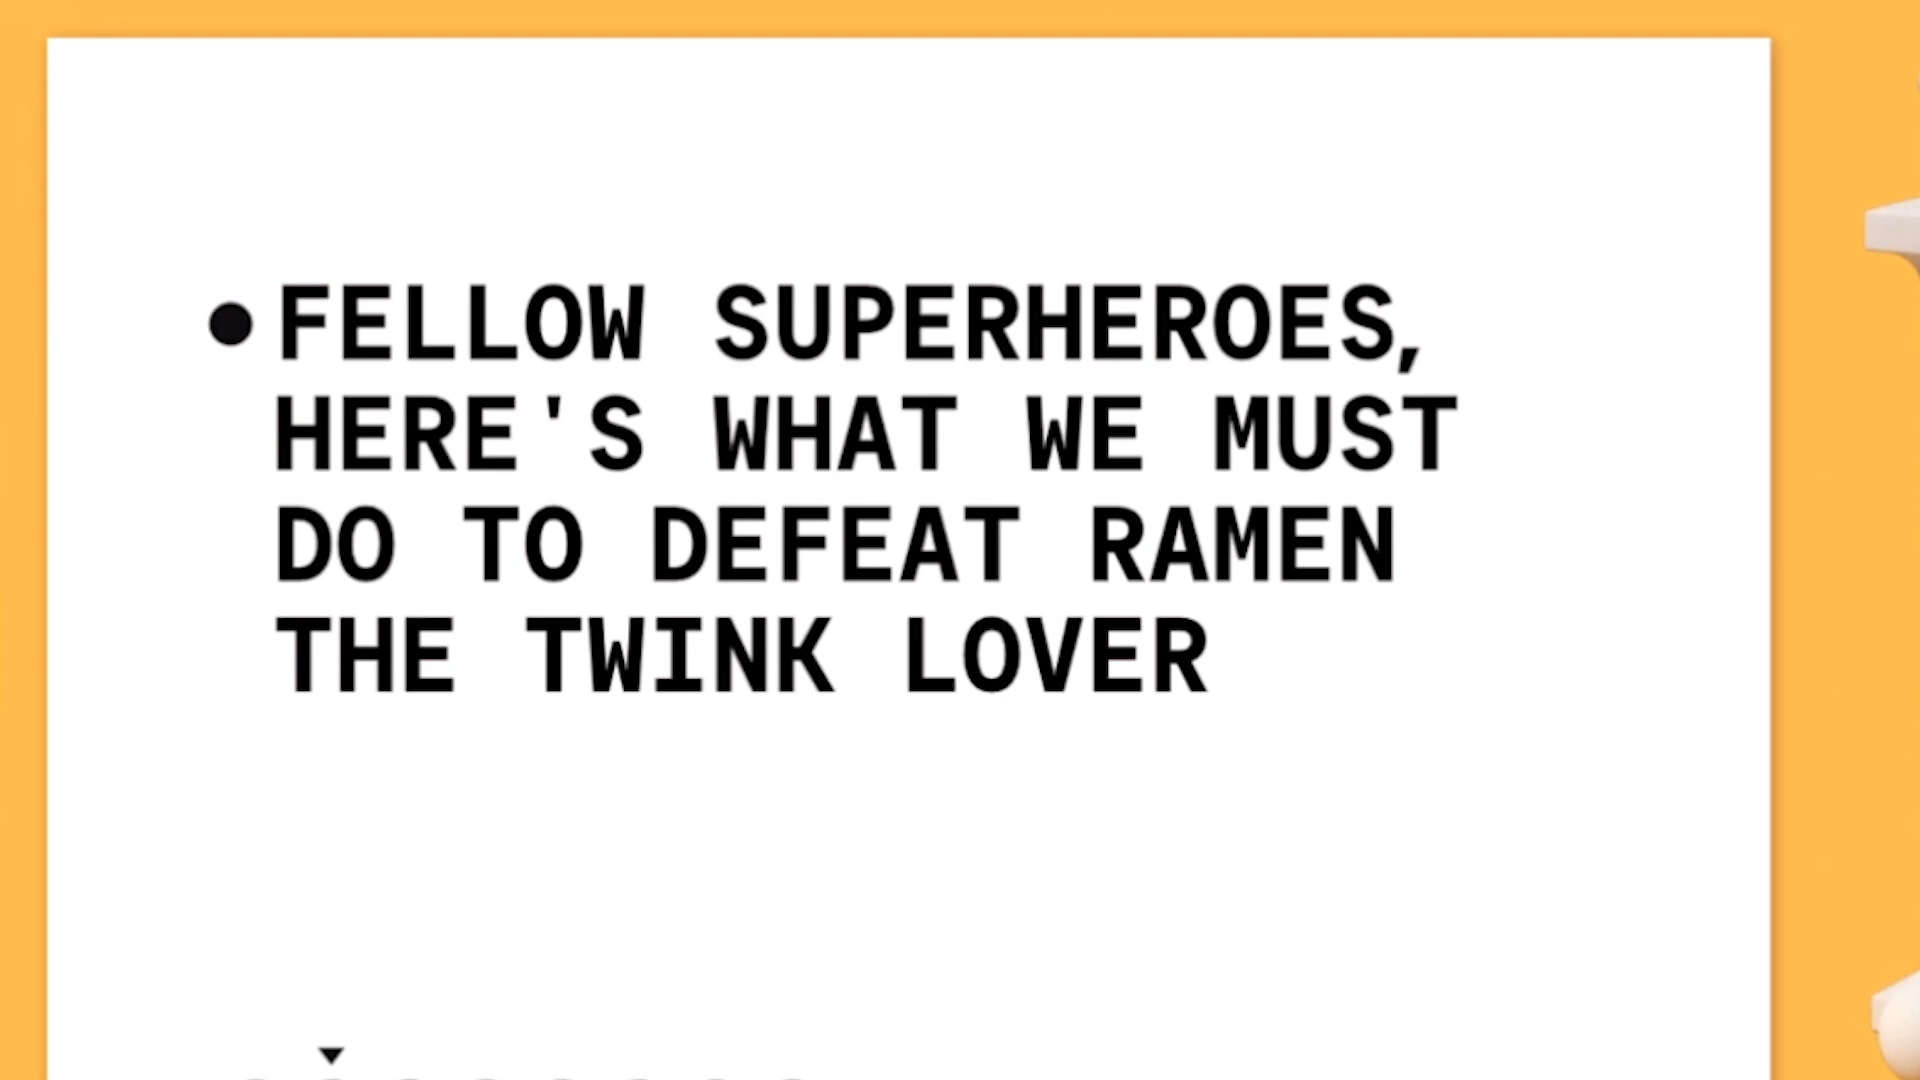 •FELLOW SUPERHEROES,
HERE'S WHAT WE MUST
DO TO DEFEAT RAMEN
THE TWINK LOVER